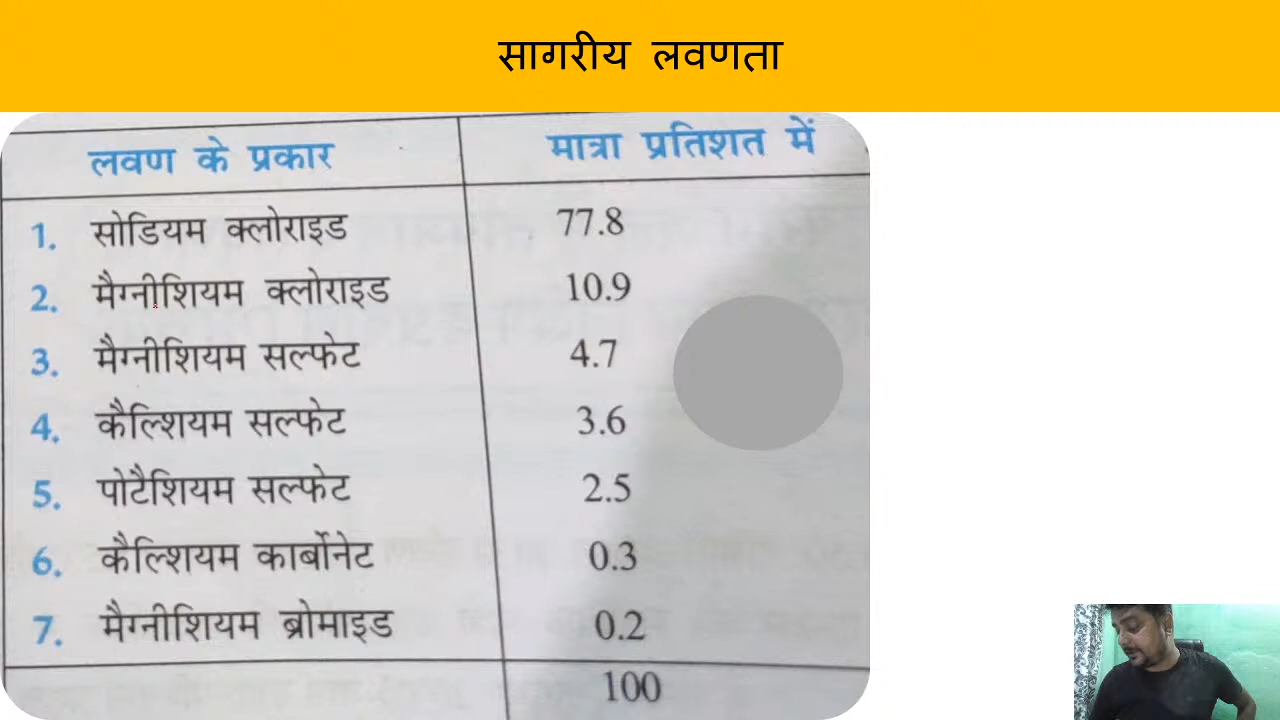 सागरीय लवणता
लवण के प्रकार मात्रा प्रतिशत में
1. सोडियम क्लोराइड 77.8
2. मैग्नीशियम क्लोराइड 10.9
3. मैग्नीशियम सल्फेट 4.7
4. कैल्शियम सल्फेट 3.6
5. पोटैशियम सल्फेट 2.5
6. कैल्शियम कार्बोनेट 0.3
7. मैग्नीशियम ब्रोमाइड 0.2
100